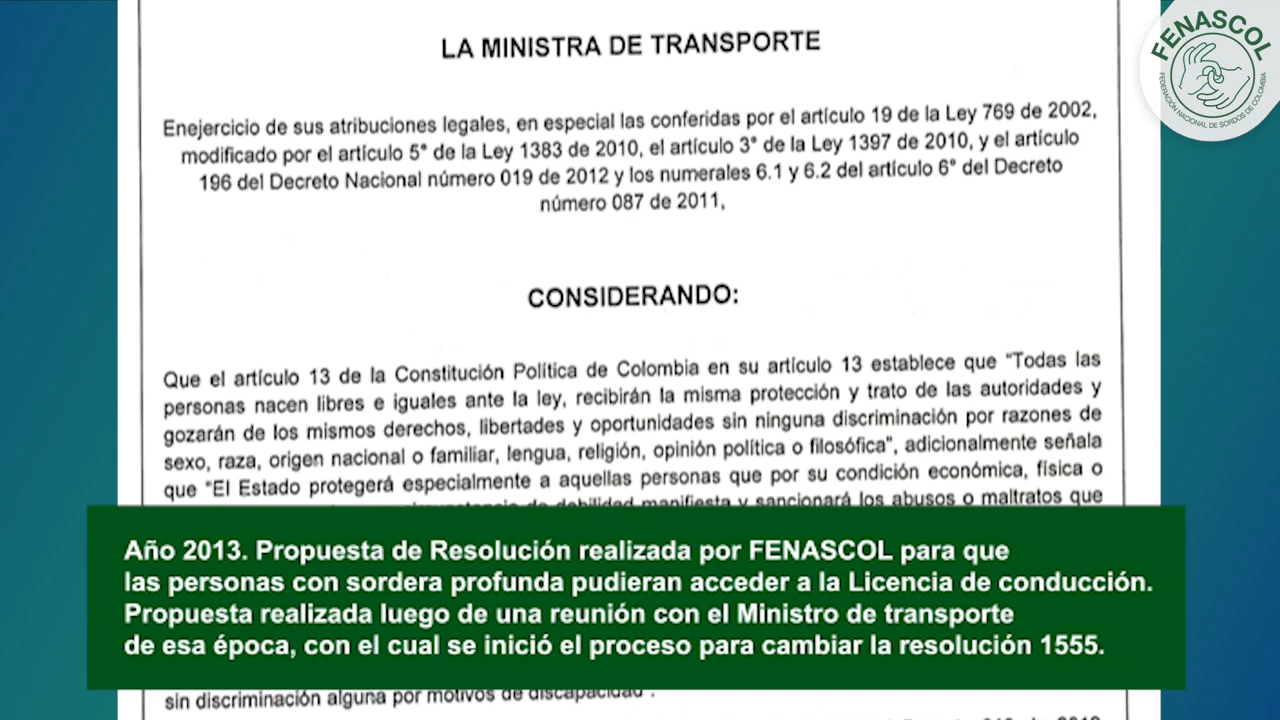 LA MINISTRA DE TRANSPORTE
FENASCOL
FEDERACIÓN NACIONAL DE SORDOS DE COLOMBIA
Enejercicio de sus atribuciones legales, en especial las conferidas por el artículo 19 de la Ley 769 de 2002,
modificado por el artículo 5° de la Ley 1383 de 2010, el artículo 3° de la Ley 1397 de 2010, y el artículo
196 del Decreto Nacional número 019 de 2012 y los numerales 6.1 y 6.2 del artículo 6° del Decreto
número 087 de 2011,
CONSIDERANDO:
Que el artículo 13 de la Constitución Política de Colombia en su artículo 13 establece que "Todas las
personas nacen libres e iguales ante la ley, recibirán la misma protección y trato de las autoridades y
gozarán de los mismos derechos, libertades y oportunidades sin ninguna discriminación por razones de
sexo, raza, origen nacional o familiar, lengua, religión, opinión política o filosófica", adicionalmente señala
que "El Estado protegerá especialmente a aquellas personas que por su condición económica, física o
debilidad manifiesta y sancionará los abusos o maltratos que
Año 2013. Propuesta de Resolución realizada por FENASCOL para que
las personas con sordera profunda pudieran acceder a la Licencia de conducción.
Propuesta realizada luego de una reunión con el Ministro de transporte
de esa época, con el cual se inició el proceso para cambiar la resolución 1555.
sin discriminación alguna por motivos de discapacidad".